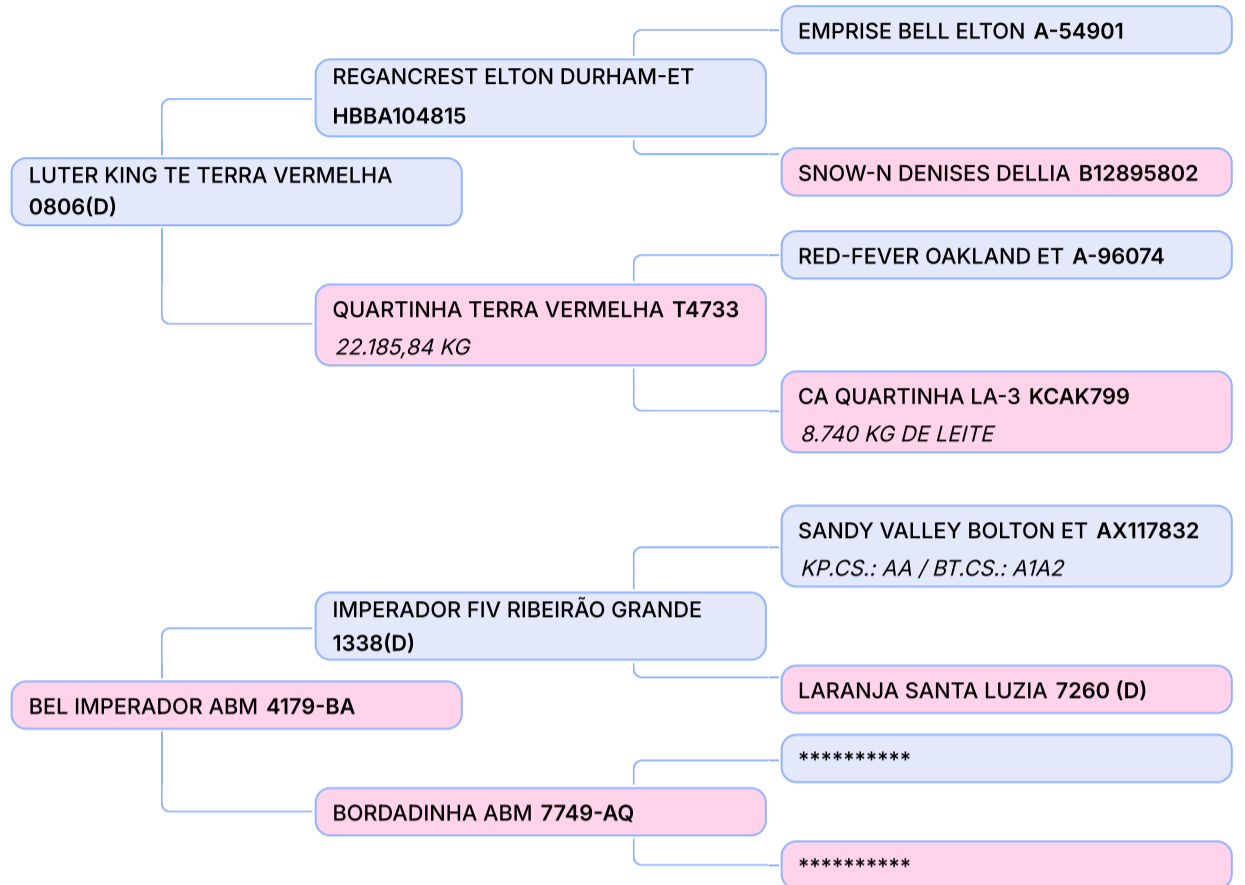 EMPRISE BELL ELTON A-54901
REGANCREST ELTON DURHAM-ET
HBBA104815
SNOW-N DENISES DELLIA B12895802
LUTER KING TE TERRA VERMELHA
0806(D)
RED-FEVER OAKLAND ET A-96074
QUARTINHA TERRA VERMELHA T4733
22.185,84 KG
CA QUARTINHA LA-3 KCAK799
8.740 KG DE LEITE
SANDY VALLEY BOLTON ET AX117832
KP.CS.: AA / BT.CS.: A1A2
IMPERADOR FIV RIBEIRÃO GRANDE
1338(D)
LARANJA SANTA LUZIA 7260 (D)
BEL IMPERADOR ABM 4179-BA
**********
BORDADINHA ABM 7749-AQ
**********